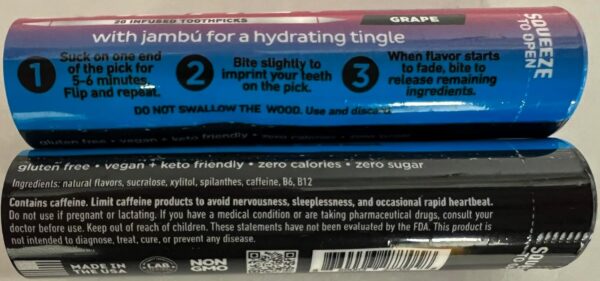 20 INFUSED TOOTHPICKS
GRAPE
with jambú for a hydrating tingle
SQUEEZE
TO OPEN
1
Suck on one end
of the pick for
5-6 minutes.
Flip and repeat.
2
Bite slightly to
imprint your teeth
on the pick.
3
When flavor starts
to fade, bite to
release remaining
ingredients.
DO NOT SWALLOW THE WOOD. Use and discard
gluten free • vegan + keto friendly • zero calories •
gluten free • vegan + keto friendly • zero calories • zero sugar
Ingredients: natural flavors, sucralose, xylitol, spilanthes, caffeine, B6, B12
Contains caffeine. Limit caffeine products to avoid nervousness, sleeplessness, and occasional rapid heartbeat.
Do not use if pregnant or lactating. If you have a medical condition or are taking pharmaceutical drugs, consult your
doctor before use. Keep out of reach of children. These statements have not been evaluated by the FDA. This product is
not intended to diagnose, treat, cure, or prevent any disease.
MADE IN
THE USA
LAB
NON
GMO